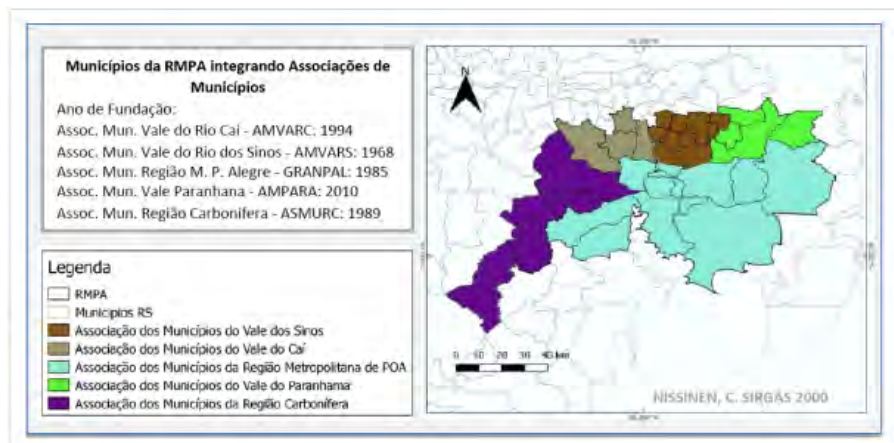 Municípios da RMPA integrando Associações de
Municípios
Ano de Fundação:
Assoc. Mun. Vale do Rio Caí - AMVARC: 1994
Assoc. Mun. Vale do Rio dos Sinos - AMVARS: 1968
Assoc. Mun. Região M. P. Alegre - GRANPAL: 1985
Assoc. Mun. Vale Paranhana - AMPARA: 2010
Assoc. Mun. Região Carbonifera - ASMURC: 1989
Legenda
RMPA
Municipios RS
Associação dos Municípios do Vale dos Sinos
Associação dos Municípios do Vale do Caí
Associação dos Municípios da Região Metropolitana de POA
Associação dos Municípios do Vale do Paranhama
Associação dos Municípios da Região Carbonífera
N
0 10 20 30 40 km
NISSINEN, C. SIRGAS 2000